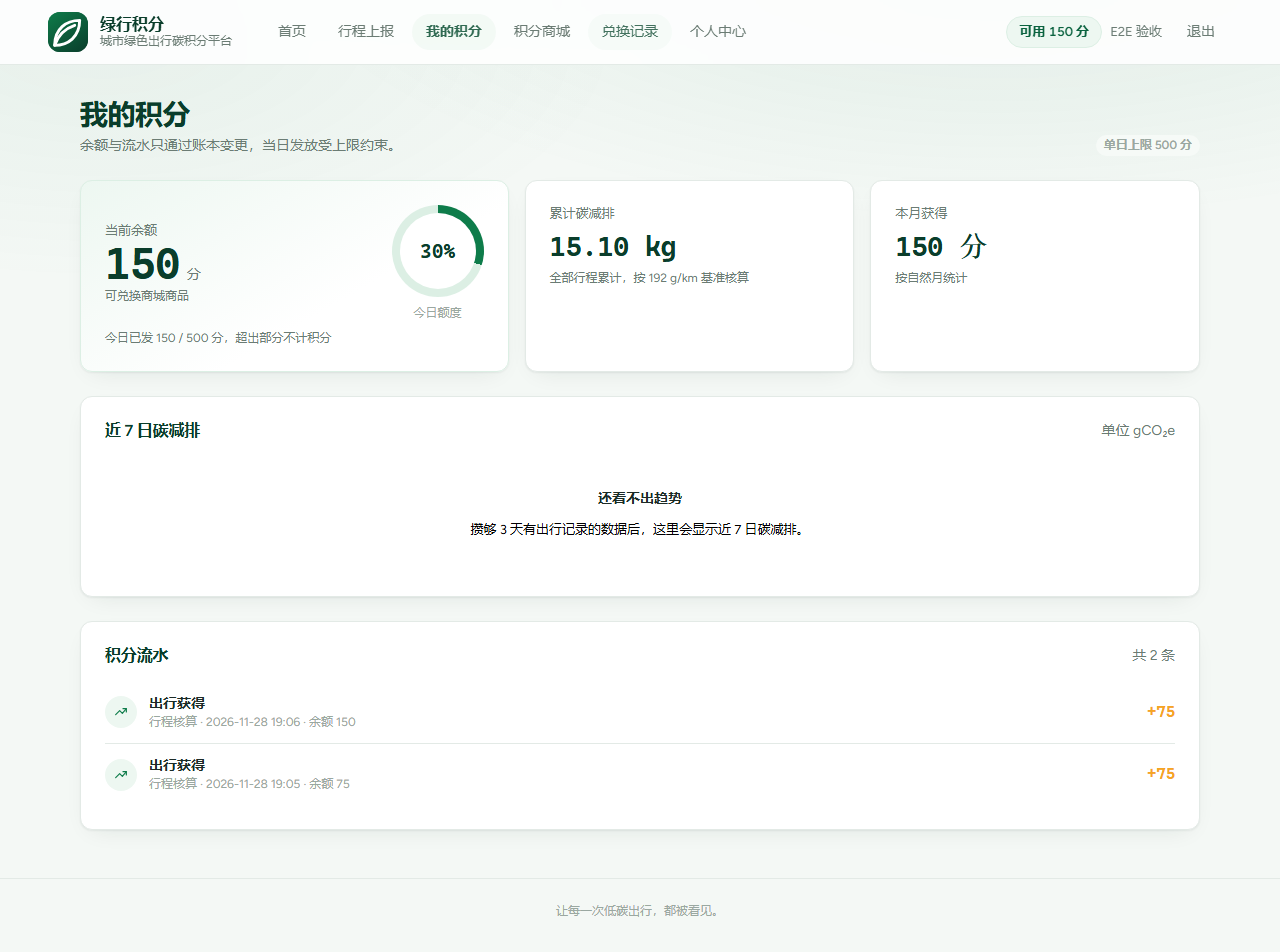 绿行积分
城市绿色出行碳积分平台
首页 行程上报 我的积分 积分商城 兑换记录 个人中心
可用 150 分 E2E 验收 退出
我的积分
余额与流水只通过账本变更，当日发放受上限约束。
单日上限 500 分
当前余额
150 分
可兑换商城商品
今日已发 150 / 500 分，超出部分不计积分
30%
今日额度
累计碳减排
15.10 kg
全部行程累计，按 192 g/km 基准核算
本月获得
150 分
按自然月统计
近 7 日碳减排
单位 gCO₂e
还看不出趋势
攒够 3 天有出行记录的数据后，这里会显示近 7 日碳减排。
积分流水
共 2 条
出行获得
行程核算 · 2026-11-28 19:06 · 余额 150
+75
出行获得
行程核算 · 2026-11-28 19:05 · 余额 75
+75
让每一次低碳出行，都被看见。